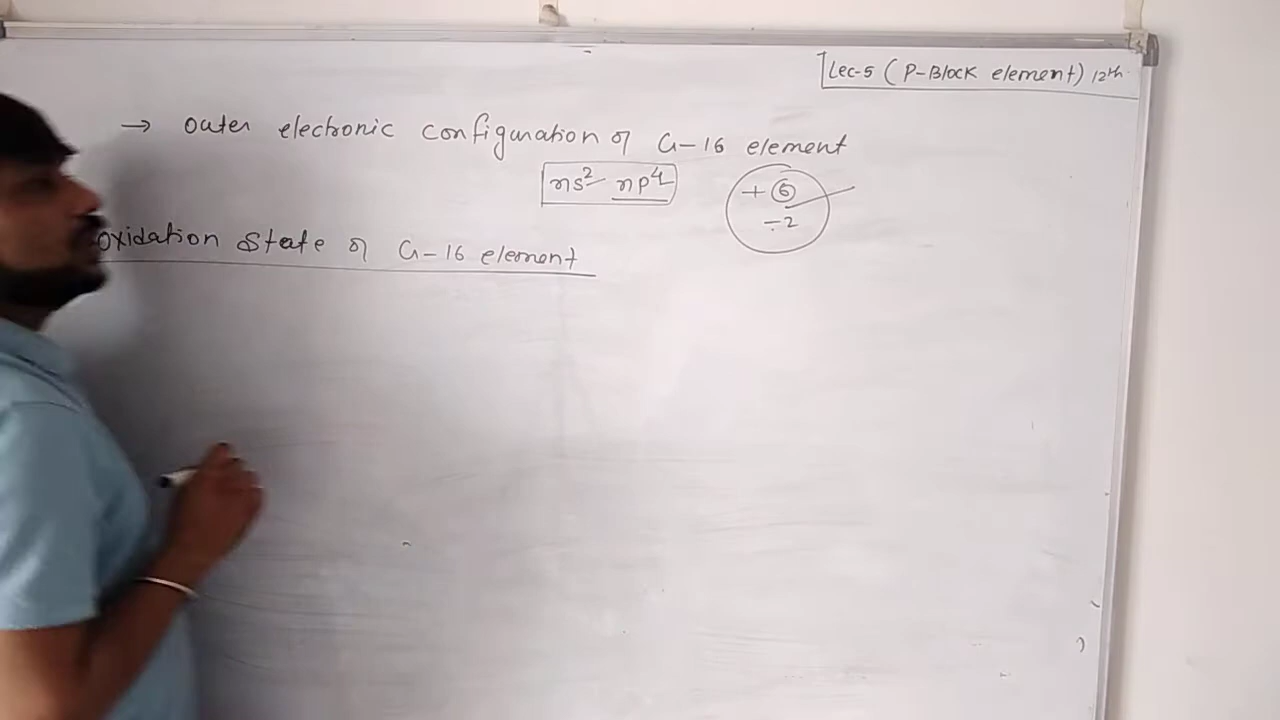 Lec-5 (P-Block element) 12th
→ outer electronic configuration of G-16 element
ns² np⁴
+6
-2
oxidation state of G-16 element